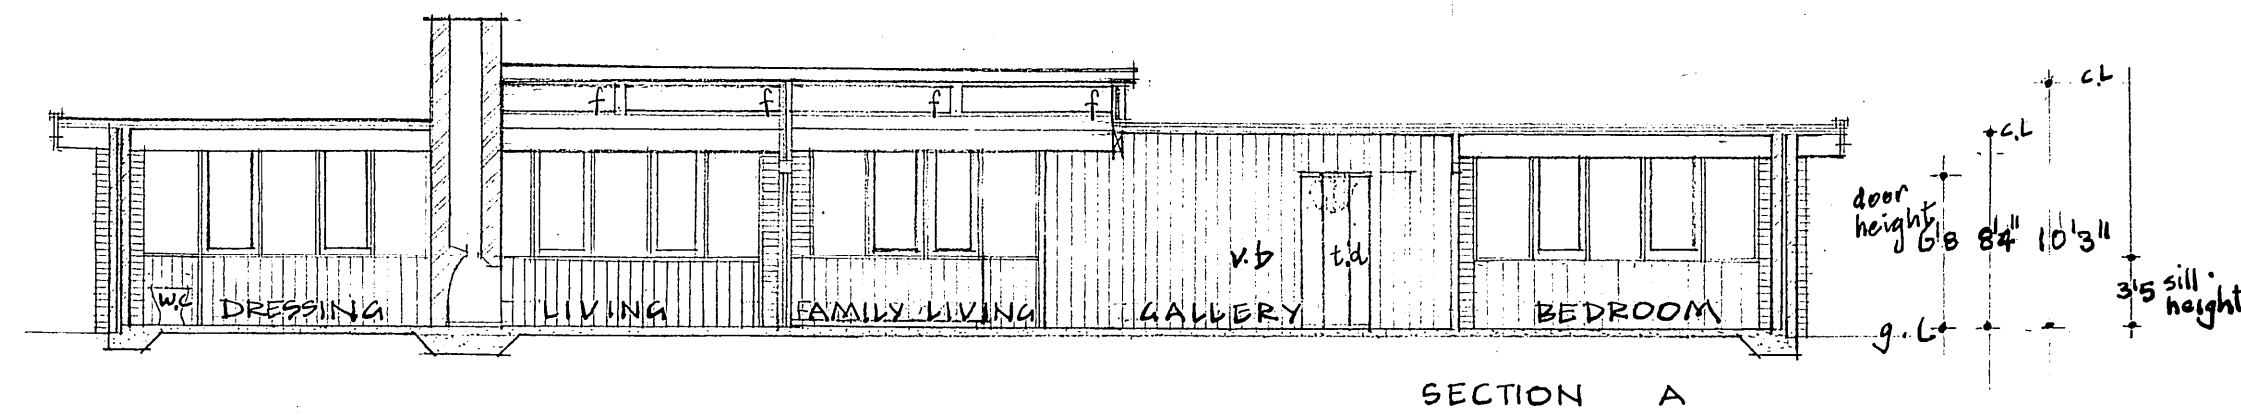 c.L
f f f f
c.L
door
height
6'8 8'4" 10'3"
v.b t.d
3'5 sill
height
w.c DRESSING LIVING FAMILY LIVING GALLERY BEDROOM
g.L
SECTION A